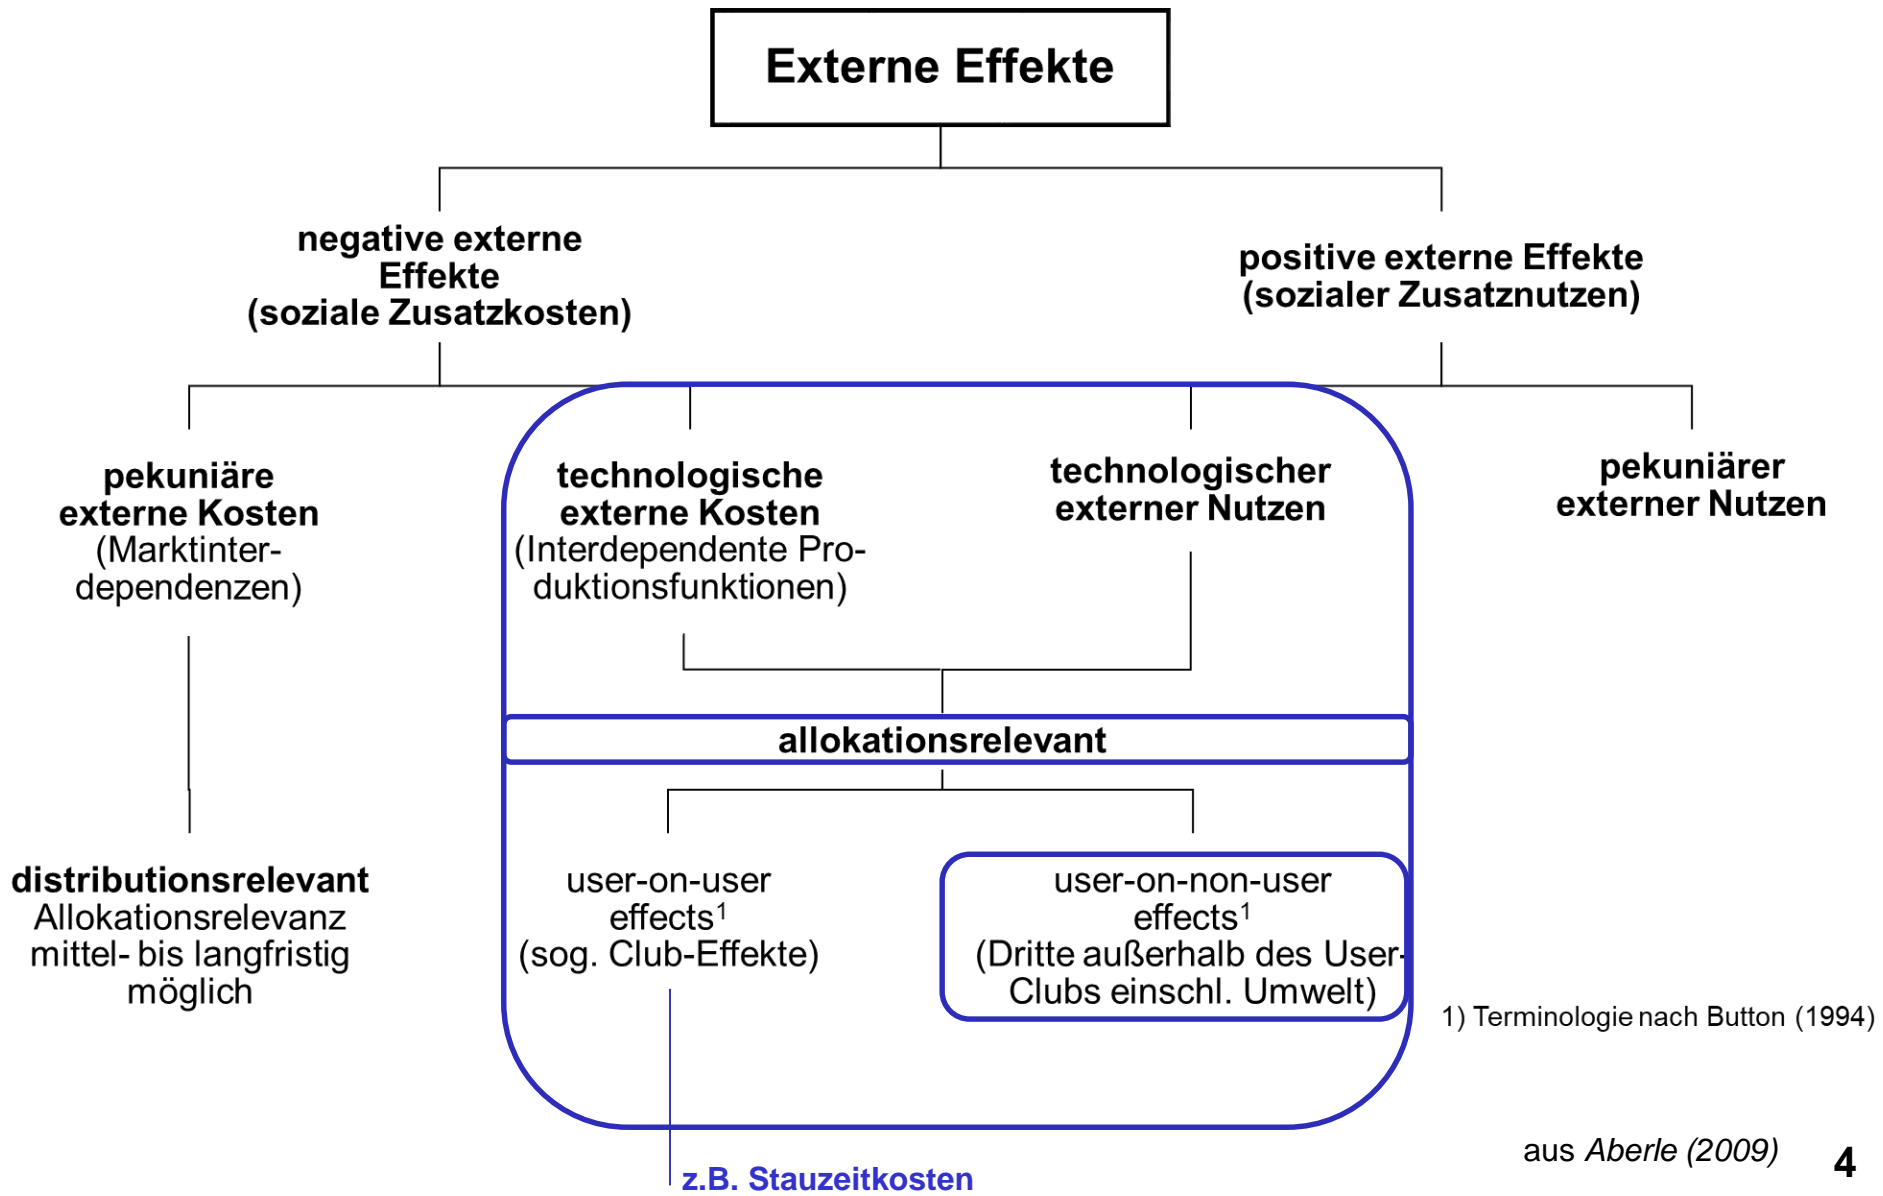 Externe Effekte
negative externe
Effekte
(soziale Zusatzkosten)
positive externe Effekte
(sozialer Zusatznutzen)
pekuniäre
externe Kosten
(Marktinter-
dependenzen)
technologische
externe Kosten
(Interdependente Pro-
duktionsfunktionen)
technologischer
externer Nutzen
pekuniärer
externer Nutzen
allokationsrelevant
distributionsrelevant
Allokationsrelevanz
mittel- bis langfristig
möglich
user-on-user
effects¹
(sog. Club-Effekte)
user-on-non-user
effects¹
(Dritte außerhalb des User-
Clubs einschl. Umwelt)
1) Terminologie nach Button (1994)
z.B. Stauzeitkosten
aus Aberle (2009)
4